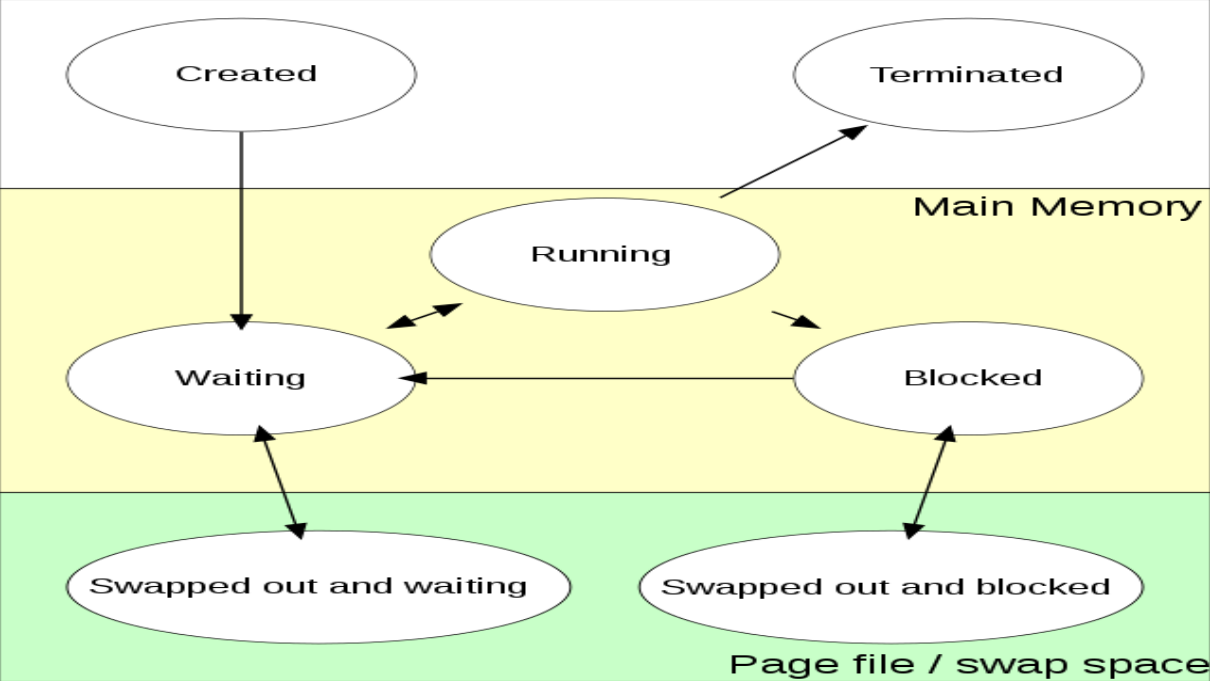 Created
Terminated
Main Memory
Running
Waiting
Blocked
Swapped out and waiting
Swapped out and blocked
Page file / swap space